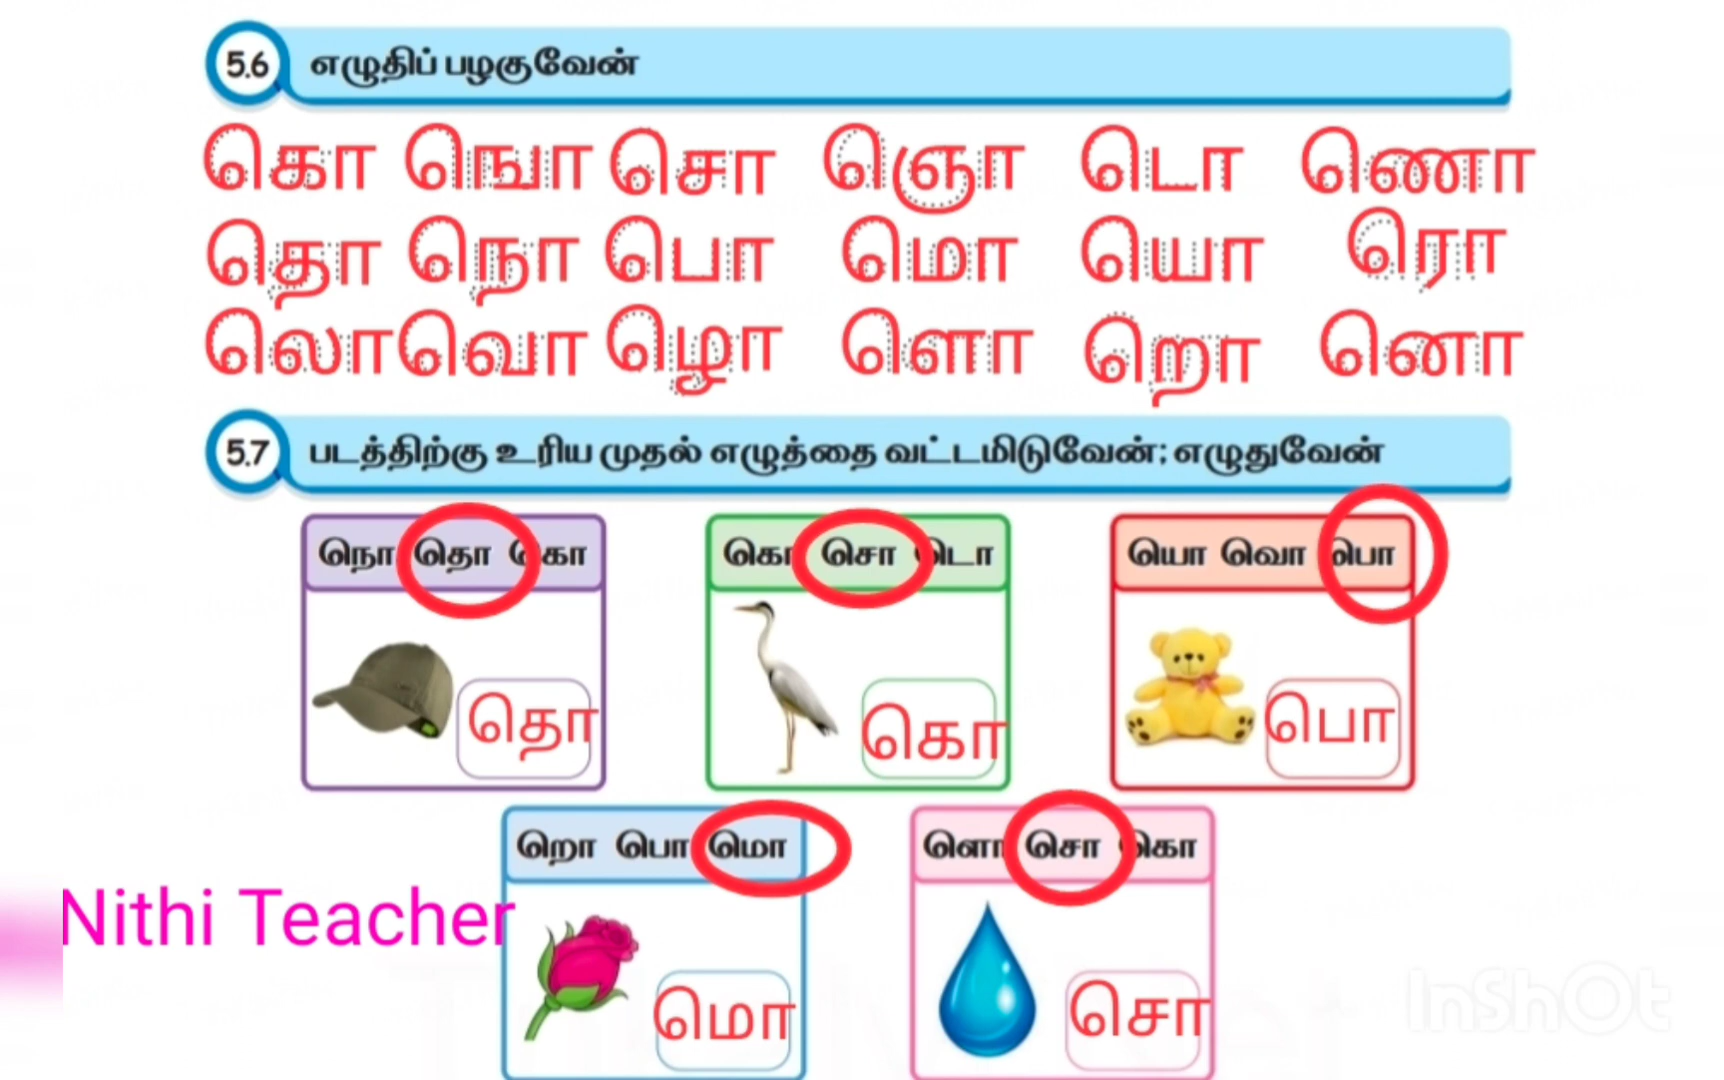 5.6 எழுதிப் பழகுவேன்
கொ ஙொ சொ ஞொ டொ ணொ
தொ நொ பொ மொ யொ ரொ
லொ வொ ழொ ளொ றொ னொ
5.7 படத்திற்கு உரிய முதல் எழுத்தை வட்டமிடுவேன்; எழுதுவேன்
நொ தொ கொ
தொ
கொ சொ டொ
கொ
யொ வொ பொ
பொ
றொ பொ மொ
மொ
ளொ சொ கொ
சொ
Nithi Teacher
InShOt